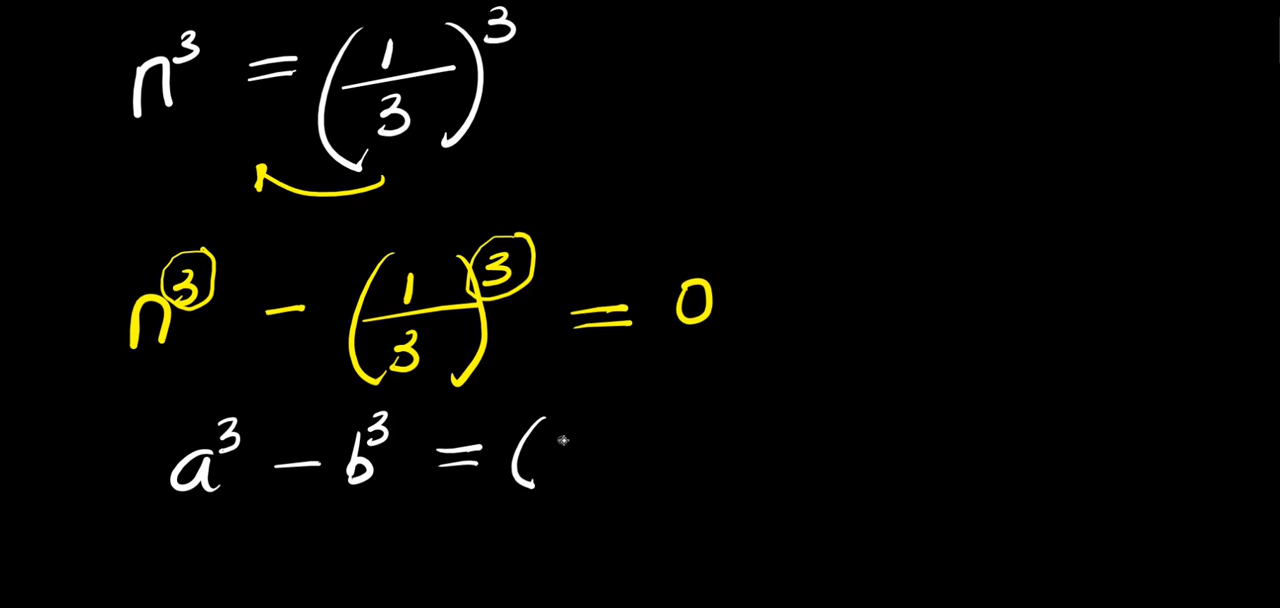 n³ = (1/3)³
n³ - (1/3)³ = 0
a³ - b³ = (